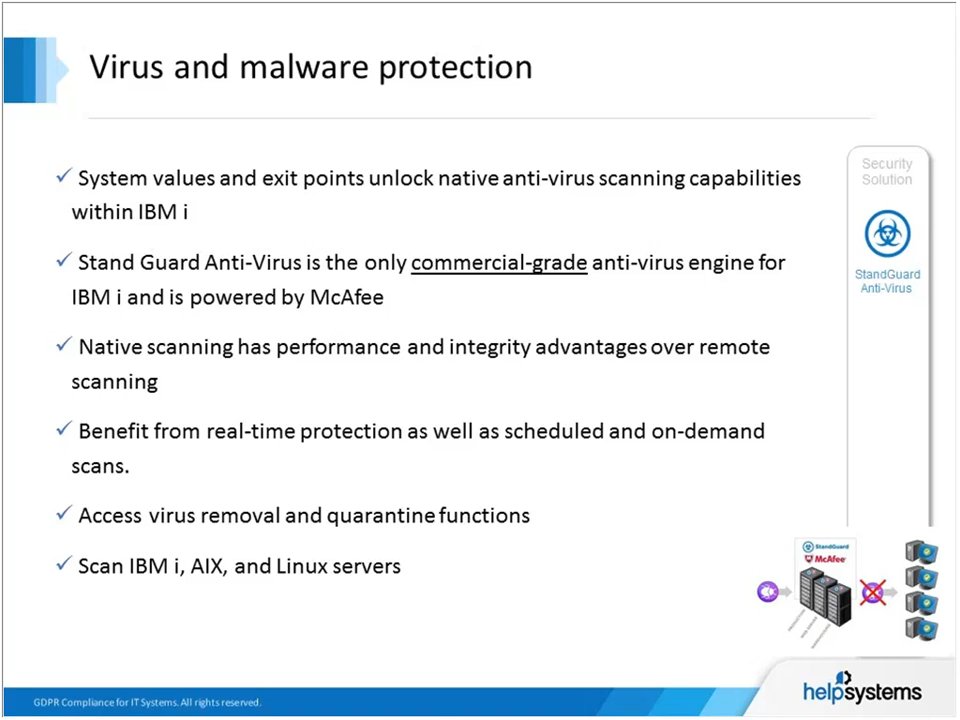 Virus and malware protection
System values and exit points unlock native anti-virus scanning capabilities
within IBM i
Stand Guard Anti-Virus is the only commercial-grade anti-virus engine for
IBM i and is powered by McAfee
Native scanning has performance and integrity advantages over remote
scanning
Benefit from real-time protection as well as scheduled and on-demand
scans.
Access virus removal and quarantine functions
Scan IBM i, AIX, and Linux servers
Security
Solution
StandGuard
Anti-Virus
StandGuard
McAfee
GDPR Compliance for IT Systems. All rights reserved.
helpsystems